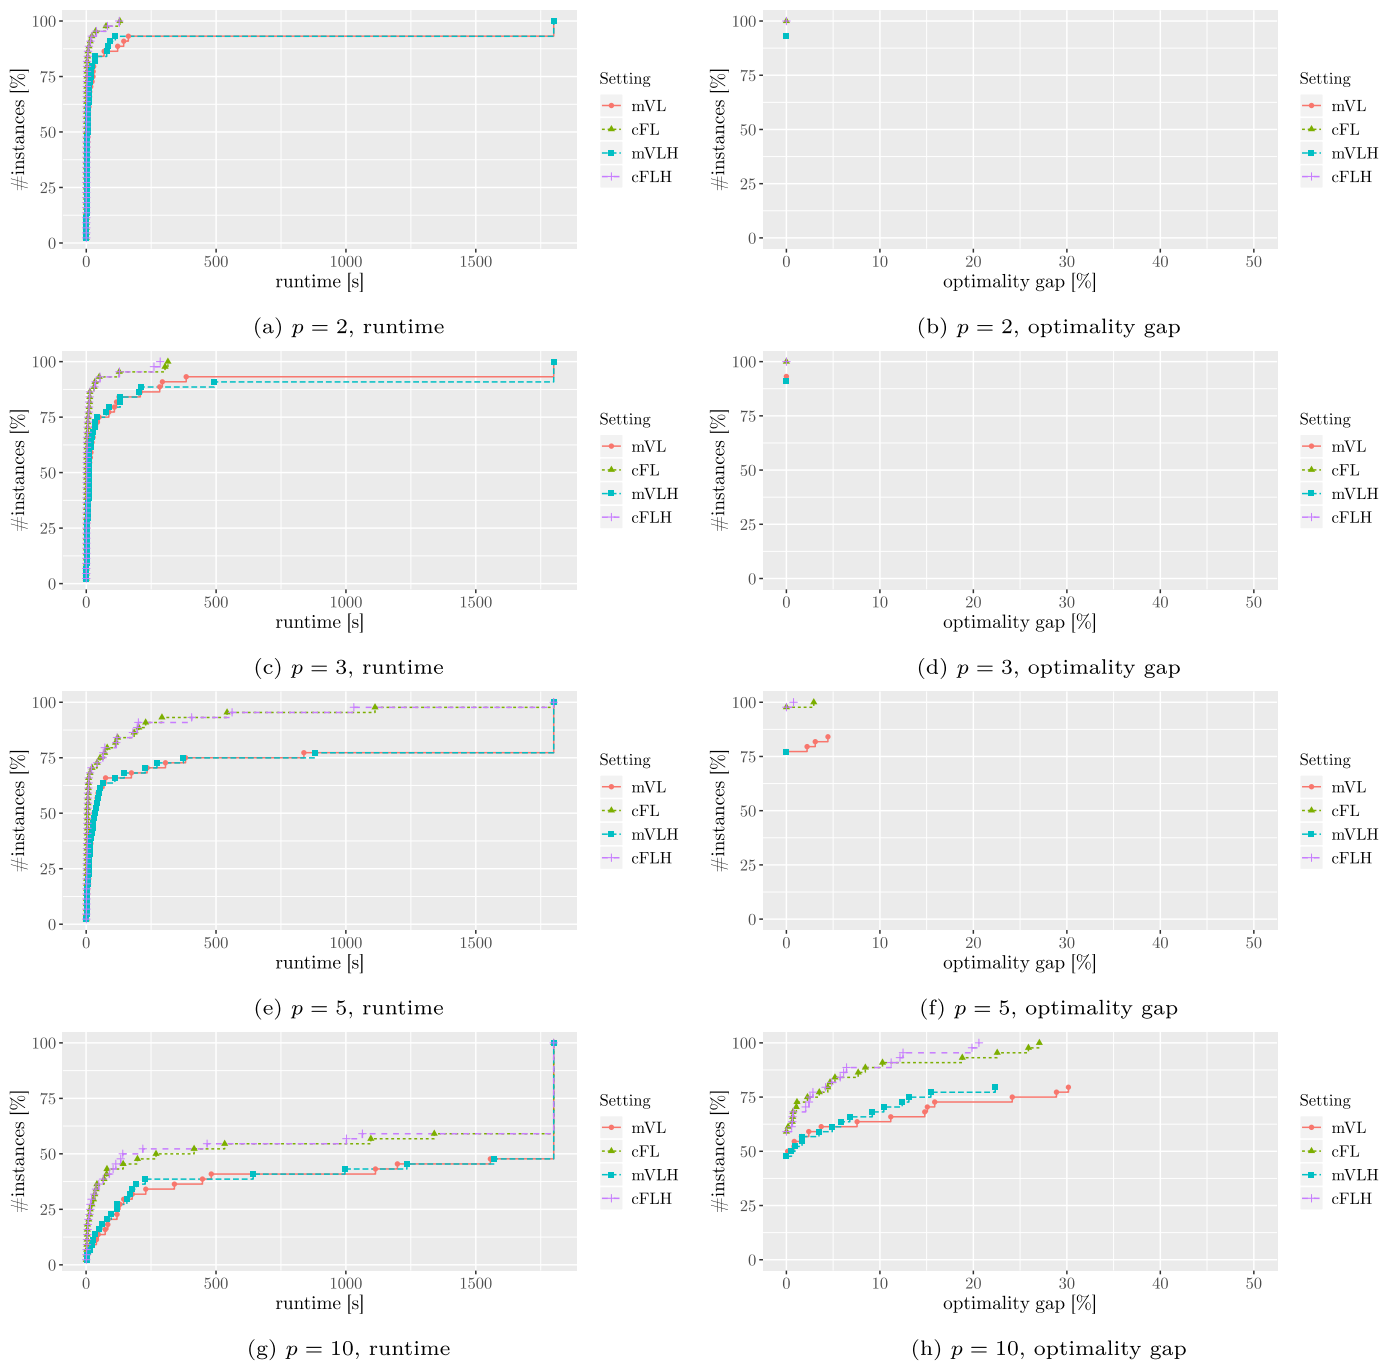 #instances [%]
100
75
50
25
0
0 500 1000 1500
runtime [s]
Setting
mVL
cFL
mVLH
cFLH
(a) p = 2, runtime
#instances [%]
100
75
50
25
0
0 10 20 30 40 50
optimality gap [%]
Setting
mVL
cFL
mVLH
cFLH
(b) p = 2, optimality gap
#instances [%]
100
75
50
25
0
0 500 1000 1500
runtime [s]
Setting
mVL
cFL
mVLH
cFLH
(c) p = 3, runtime
#instances [%]
100
75
50
25
0
0 10 20 30 40 50
optimality gap [%]
Setting
mVL
cFL
mVLH
cFLH
(d) p = 3, optimality gap
#instances [%]
100
75
50
25
0
0 500 1000 1500
runtime [s]
Setting
mVL
cFL
mVLH
cFLH
(e) p = 5, runtime
#instances [%]
100
75
50
25
0
0 10 20 30 40 50
optimality gap [%]
Setting
mVL
cFL
mVLH
cFLH
(f) p = 5, optimality gap
#instances [%]
100
75
50
25
0
0 500 1000 1500
runtime [s]
Setting
mVL
cFL
mVLH
cFLH
(g) p = 10, runtime
#instances [%]
100
75
50
25
0
0 10 20 30 40 50
optimality gap [%]
Setting
mVL
cFL
mVLH
cFLH
(h) p = 10, optimality gap